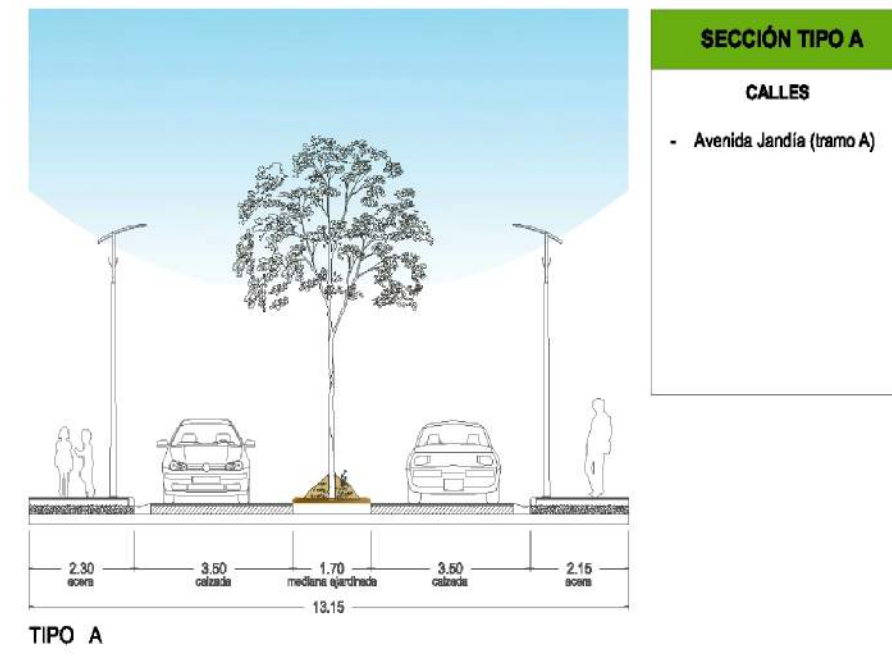 SECCIÓN TIPO A
CALLES
- Avenida Jandía (tramo A)
2.30 3.50 1.70 3.50 2.15
acera calzada mediana ajardinada calzada acera
13.15
TIPO A